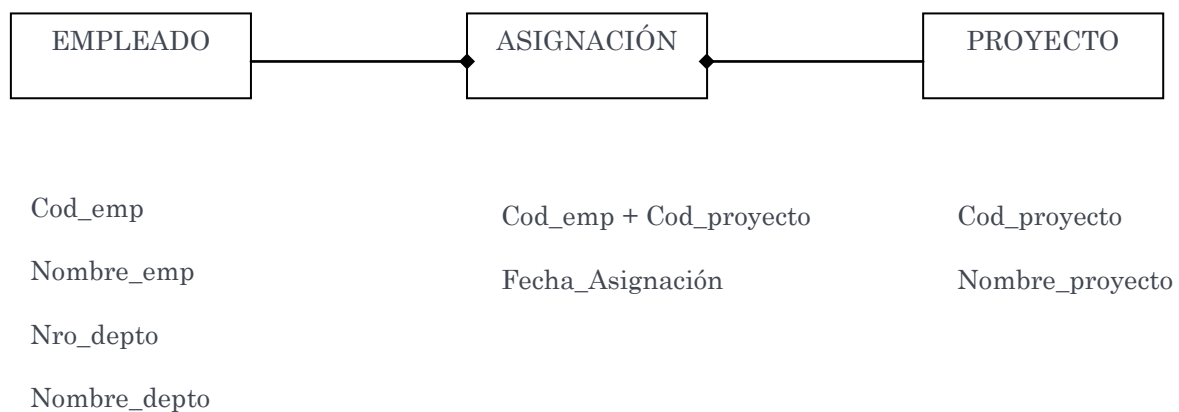 EMPLEADO
ASIGNACIÓN
PROYECTO
Cod_emp
Nombre_emp
Nro_depto
Nombre_depto
Cod_emp + Cod_proyecto
Fecha_Asignación
Cod_proyecto
Nombre_proyecto